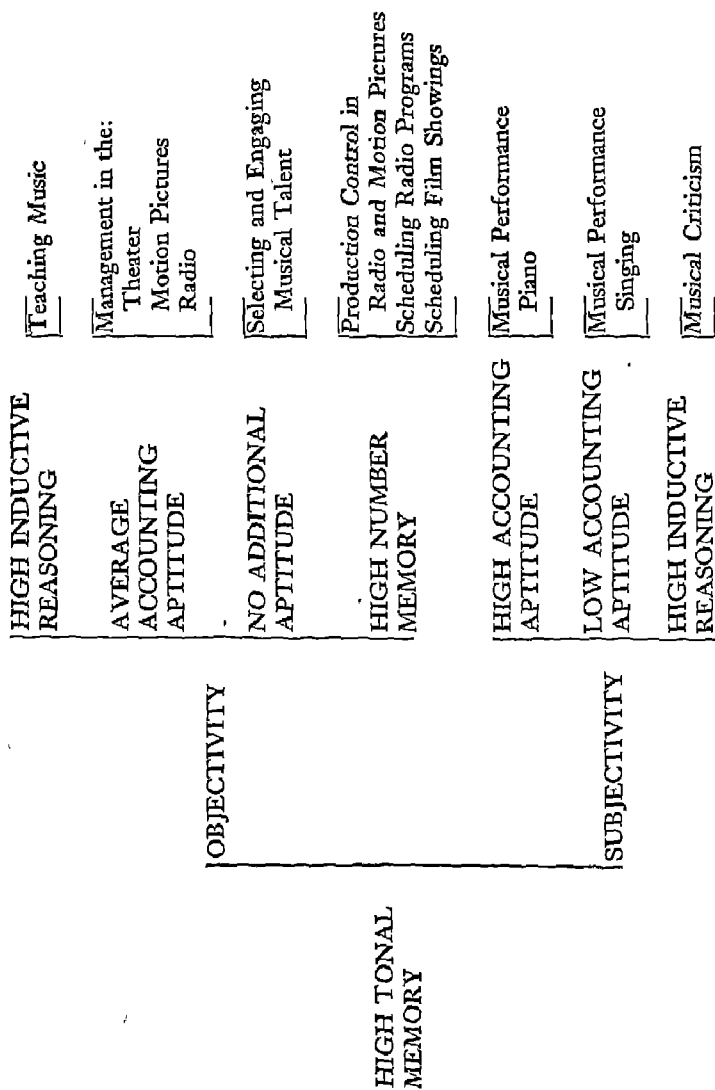 HIGH TONAL
MEMORY
OBJECTIVITY
HIGH INDUCTIVE
REASONING
Teaching Music
AVERAGE
ACCOUNTING
APTITUDE
Management in the:
Theater
Motion Pictures
Radio
NO ADDITIONAL
APTITUDE
Selecting and Engaging
Musical Talent
HIGH NUMBER
MEMORY
Production Control in
Radio and Motion Pictures
Scheduling Radio Programs
Scheduling Film Showings
SUBJECTIVITY
HIGH ACCOUNTING
APTITUDE
Musical Performance
Piano
LOW ACCOUNTING
APTITUDE
Musical Performance
Singing
HIGH INDUCTIVE
REASONING
Musical Criticism